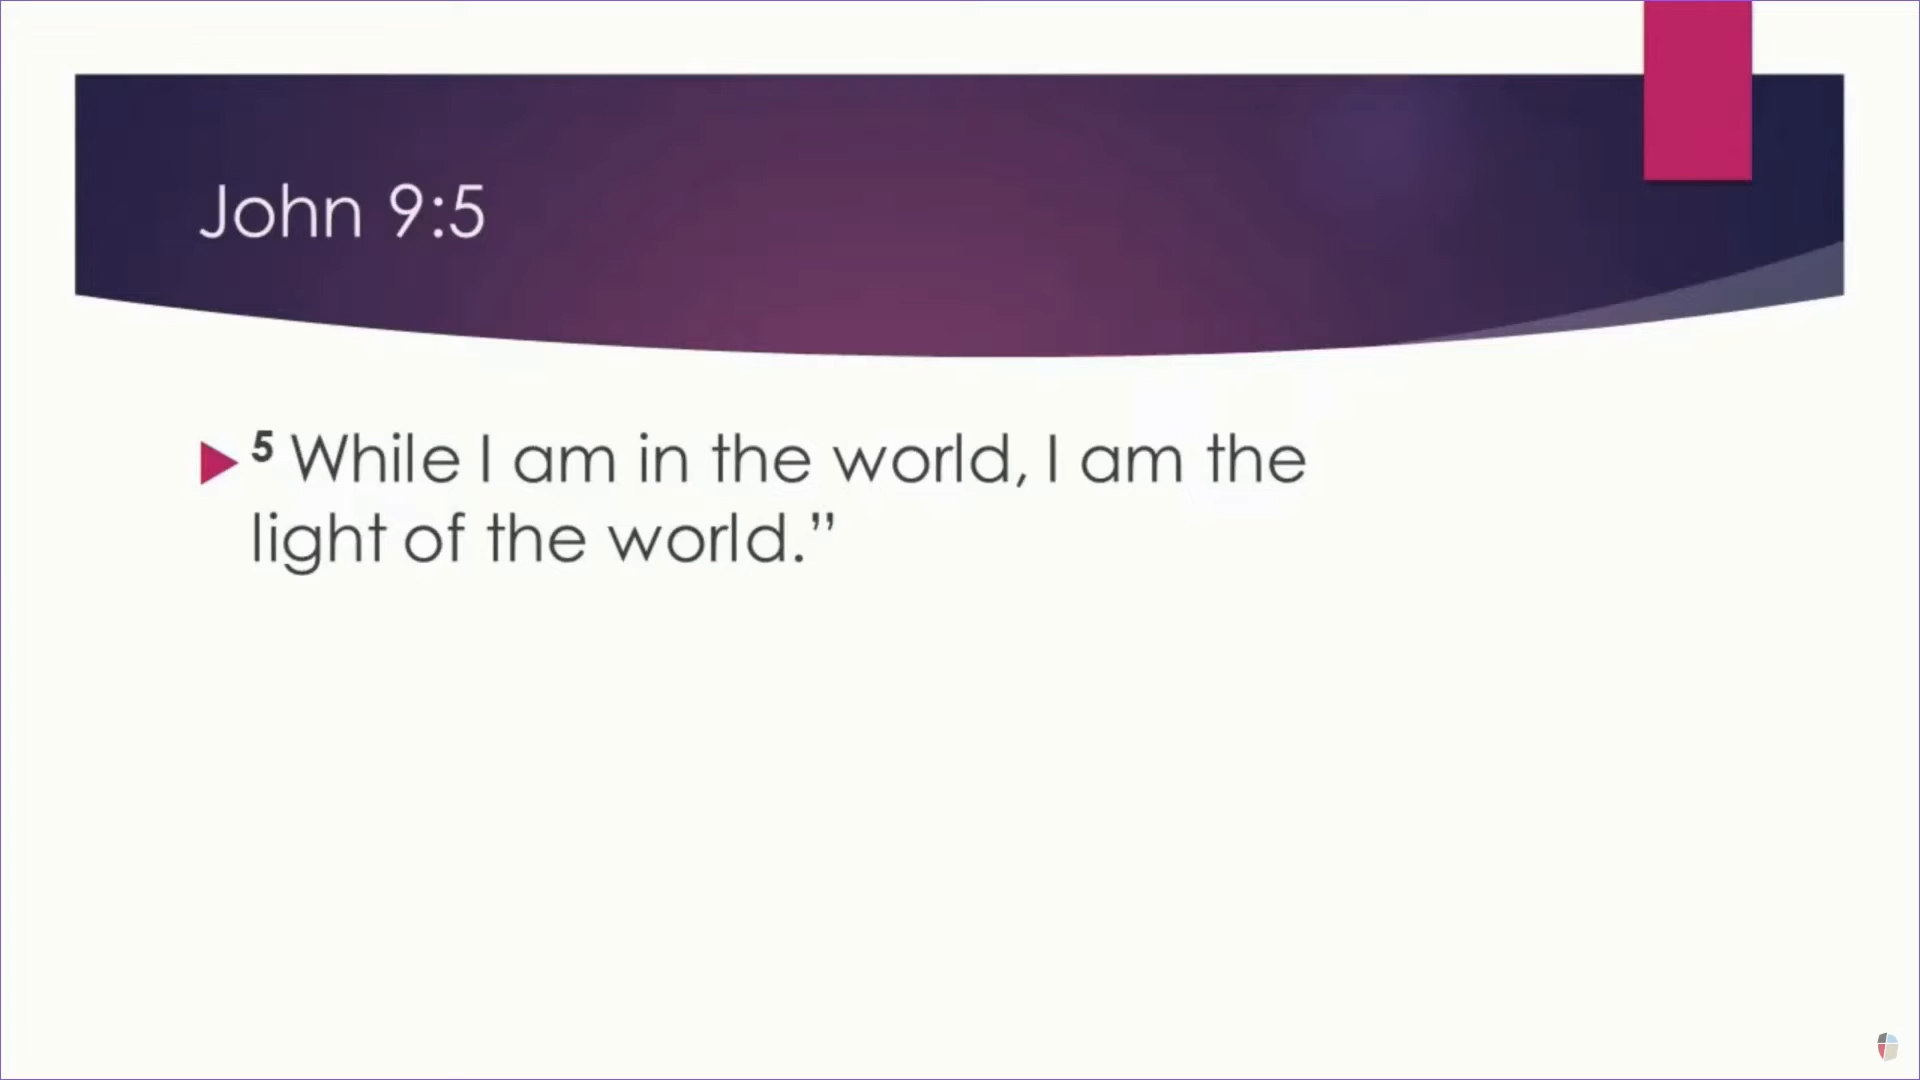 John 9:5
⁵ While I am in the world, I am the
light of the world.”